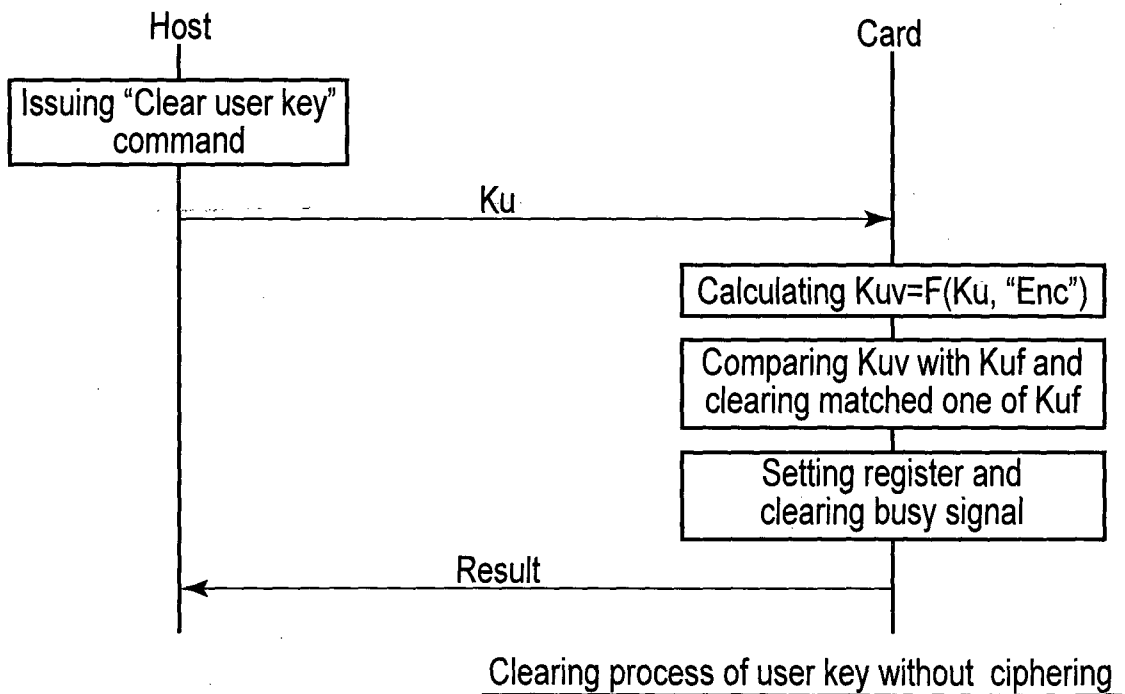 Host
Card
Issuing “Clear user key”
command
Ku
Calculating Kuv=F(Ku, “Enc”)
Comparing Kuv with Kuf and
clearing matched one of Kuf
Setting register and
clearing busy signal
Result
Clearing process of user key without ciphering